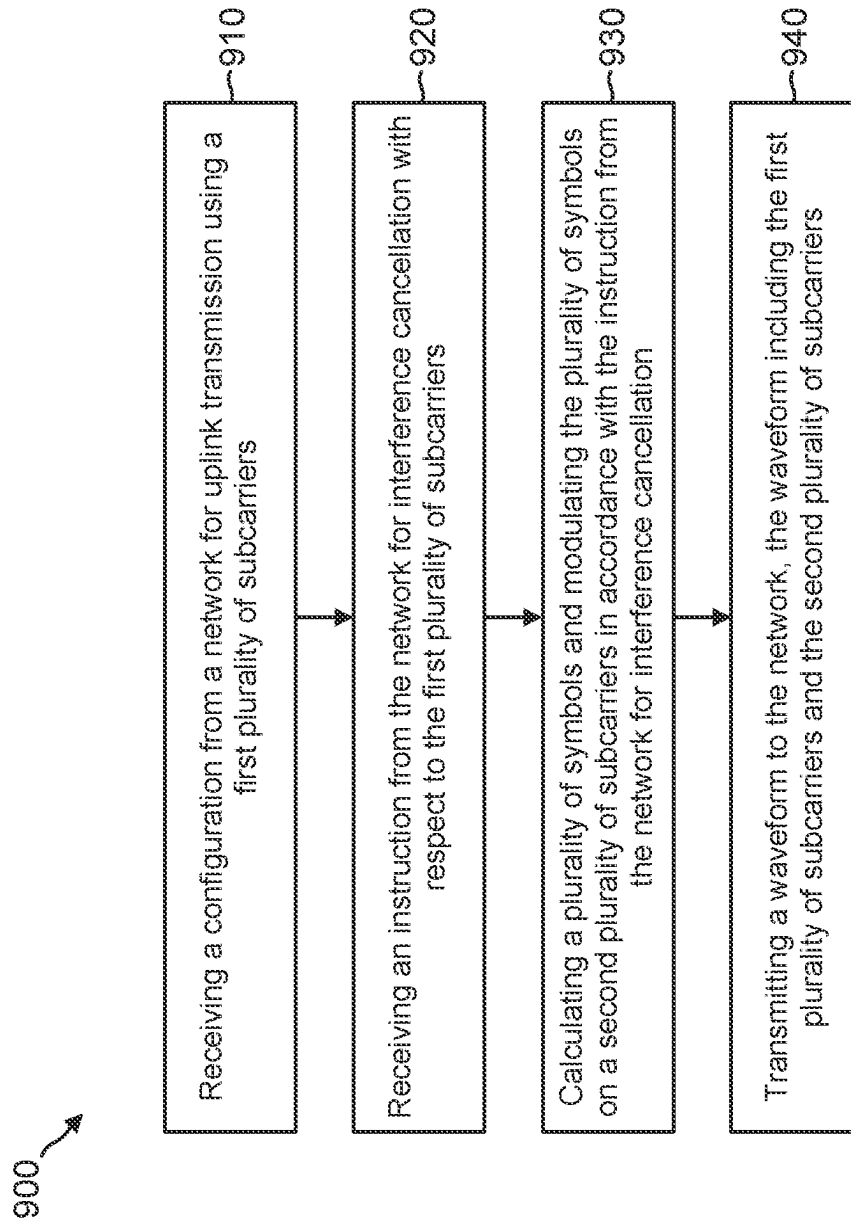 900
Receiving a configuration from a network for uplink transmission using a
first plurality of subcarriers
910
Receiving an instruction from the network for interference cancellation with
respect to the first plurality of subcarriers
920
Calculating a plurality of symbols and modulating the plurality of symbols
on a second plurality of subcarriers in accordance with the instruction from
the network for interference cancellation
930
Transmitting a waveform to the network, the waveform including the first
plurality of subcarriers and the second plurality of subcarriers
940